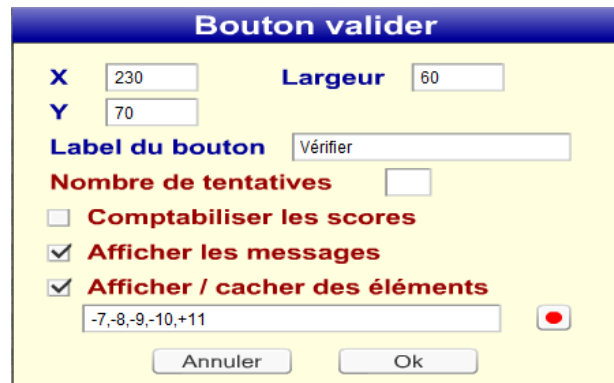 Bouton valider
X 230 Largeur 60
Y 70
Label du bouton Vérifier
Nombre de tentatives
Comptabiliser les scores
Afficher les messages
Afficher / cacher des éléments
-7,-8,-9,-10,+11
Annuler Ok